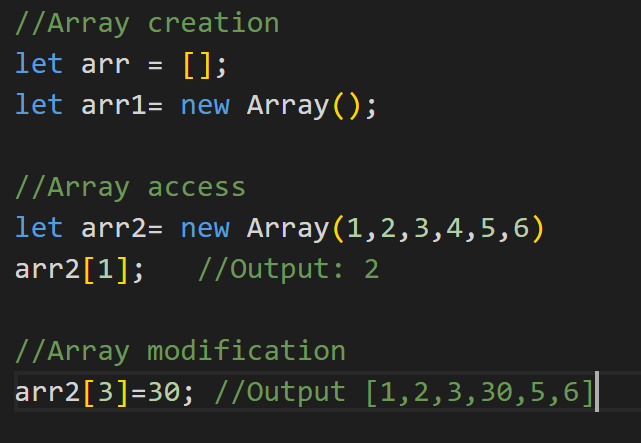 //Array creation
let arr = [];
let arr1= new Array();
//Array access
let arr2= new Array(1,2,3,4,5,6)
arr2[1];   //Output: 2
//Array modification
arr2[3]=30; //Output [1,2,3,30,5,6]